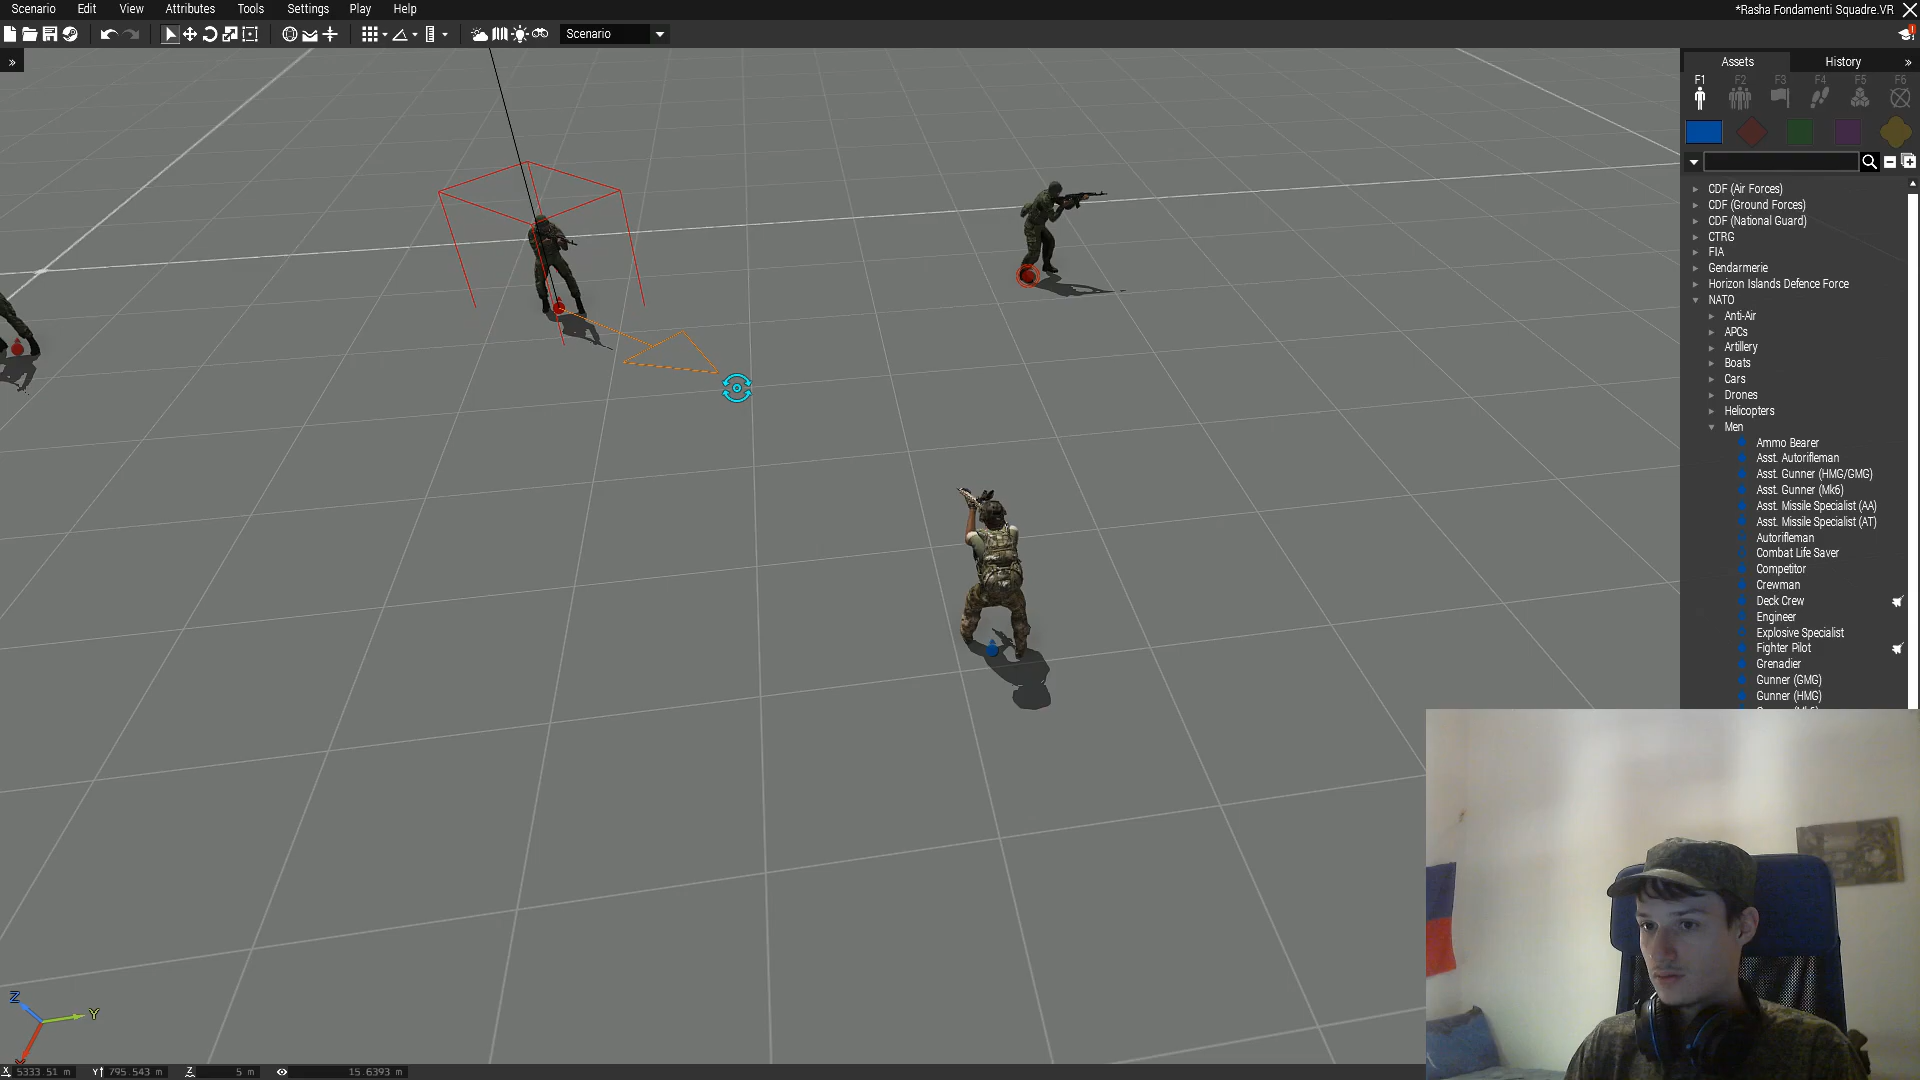 Scenario Edit View Attributes Tools Settings Play Help
*Rasha Fondamenti Squadre.VR
Scenario
»
Assets History »
F1 F2 F3 F4 F5 F6
CDF (Air Forces)
CDF (Ground Forces)
CDF (National Guard)
CTRG
FIA
Gendarmerie
Horizon Islands Defence Force
NATO
Anti-Air
APCs
Artillery
Boats
Cars
Drones
Helicopters
Men
Ammo Bearer
Asst. Autorifleman
Asst. Gunner (HMG/GMG)
Asst. Gunner (Mk6)
Asst. Missile Specialist (AA)
Asst. Missile Specialist (AT)
Autorifleman
Combat Life Saver
Competitor
Crewman
Deck Crew
Engineer
Explosive Specialist
Fighter Pilot
Grenadier
Gunner (GMG)
Gunner (HMG)
Z
Y
X 5333.51 m Y 795.543 m Z 5 m 15.6393 m